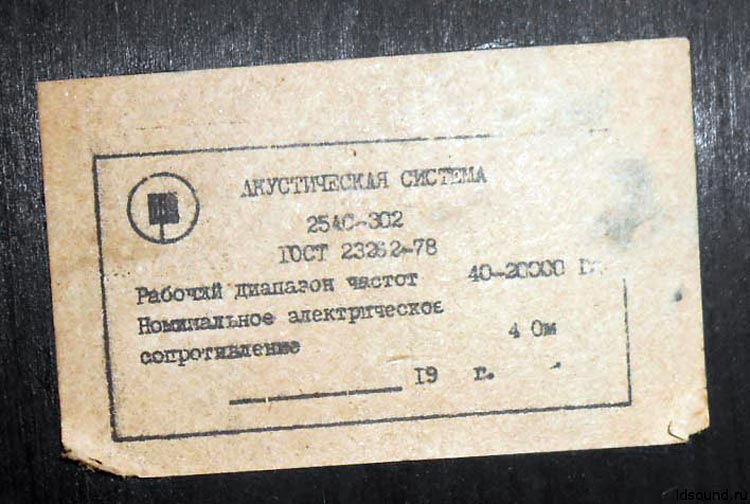 АКУСТИЧЕСКАЯ СИСТЕМА
25АС-302
ГОСТ 23262-78
Рабочий диапазон частот 40-20000 Гц
Номинальное электрическое
сопротивление 4 Ом
19 г.
ldsound.ru